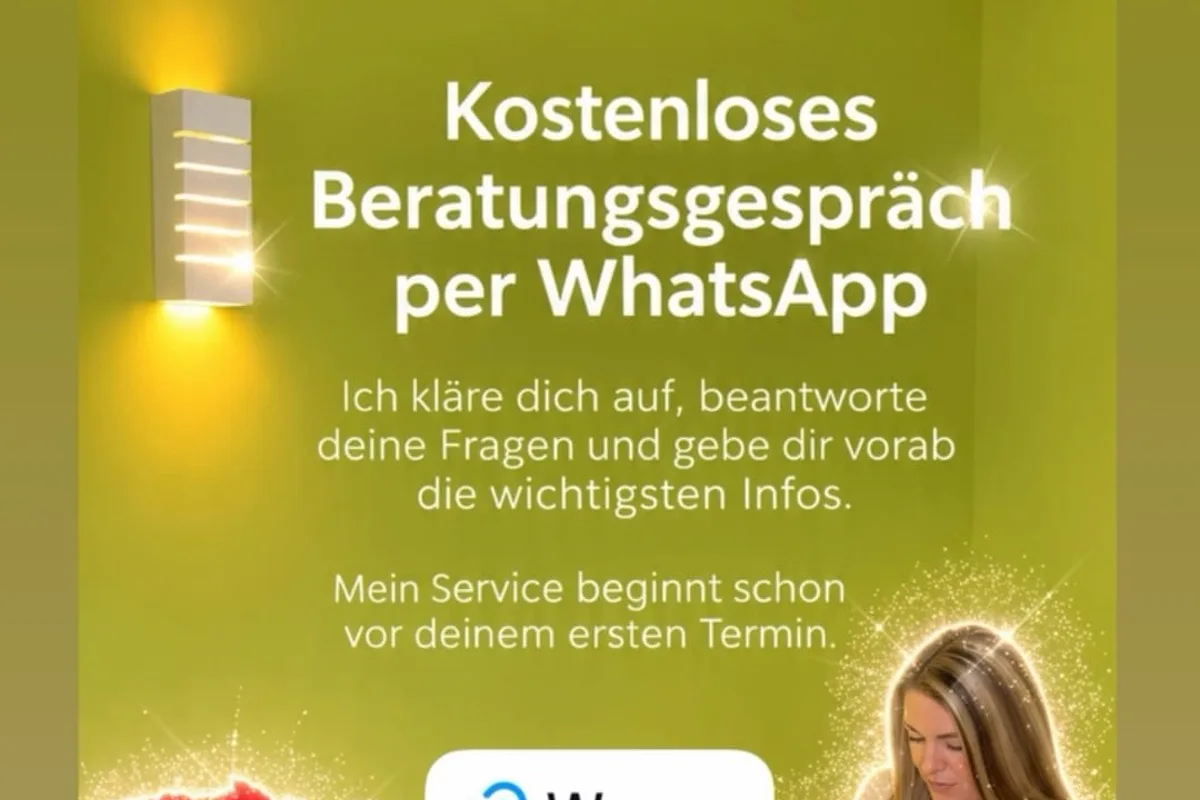 Kostenloses
Beratungsgespräch
per WhatsApp
Ich kläre dich auf, beantworte
deine Fragen und gebe dir vorab
die wichtigsten Infos.
Mein Service beginnt schon
vor deinem ersten Termin.